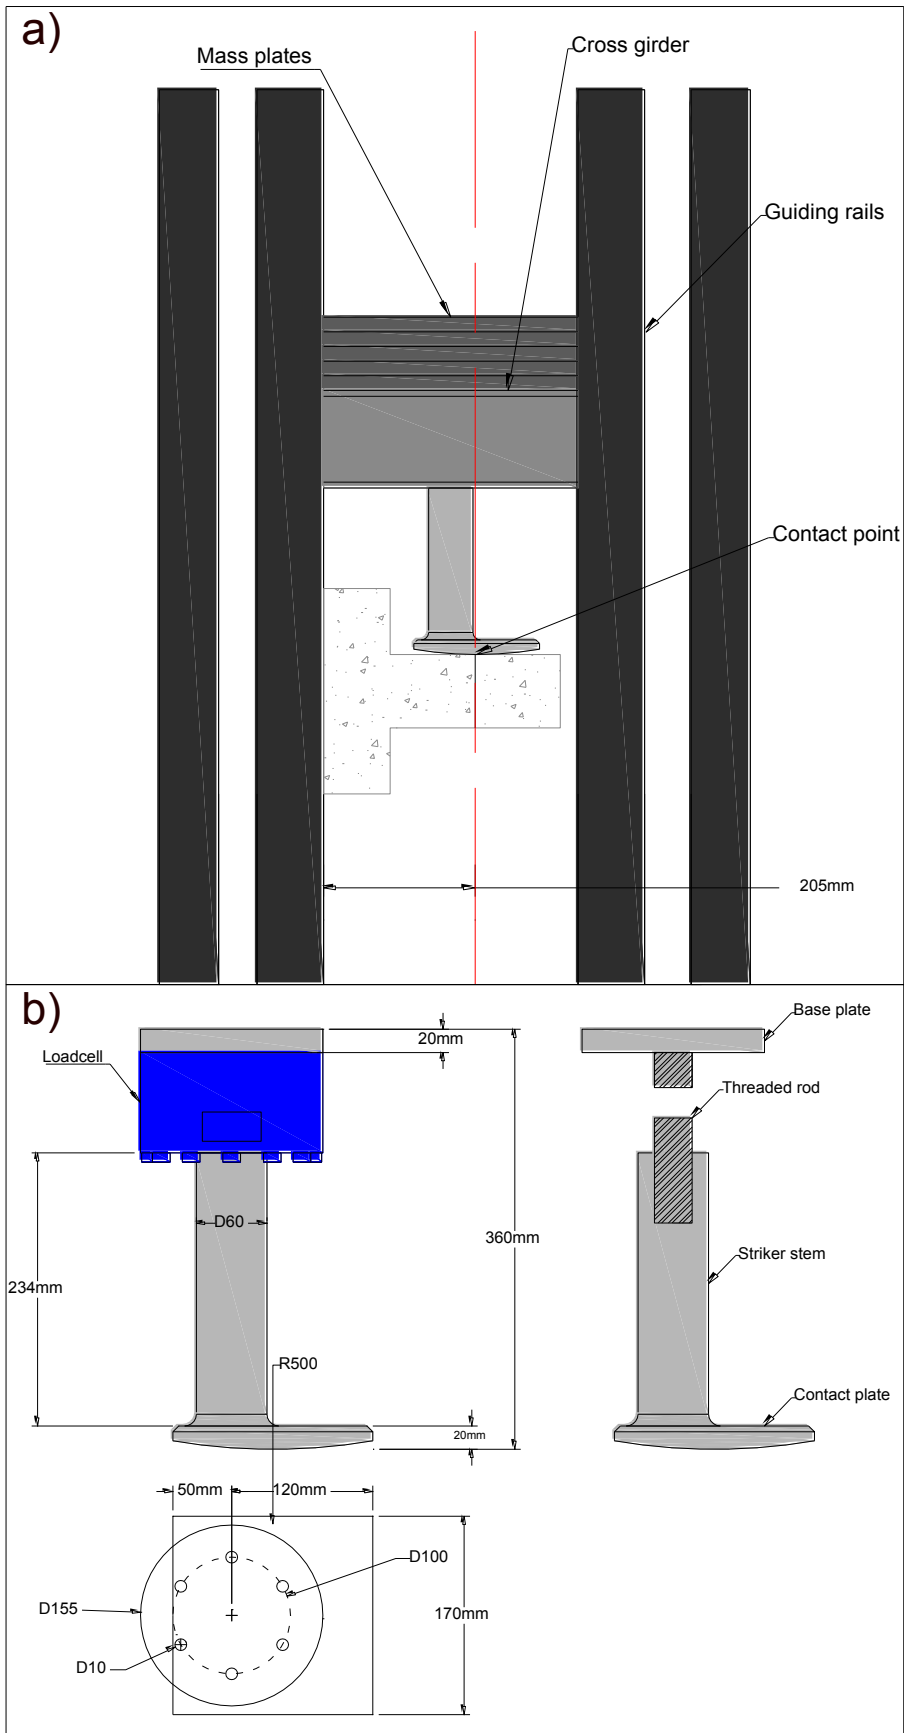 a)
Mass plates
Cross girder
Guiding rails
Contact point
205mm
b)
Base plate
20mm
Loadcell
Threaded rod
D60
360mm
Striker stem
234mm
R500
Contact plate
20mm
50mm
120mm
D100
D155
170mm
D10